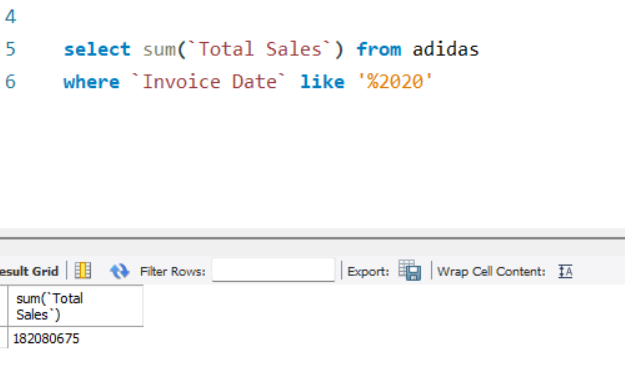 4
5 select sum(`Total Sales`) from adidas
6 where `Invoice Date` like '%2020'
esult Grid Filter Rows: Export: Wrap Cell Content: IA
sum(`Total
Sales`)
182080675